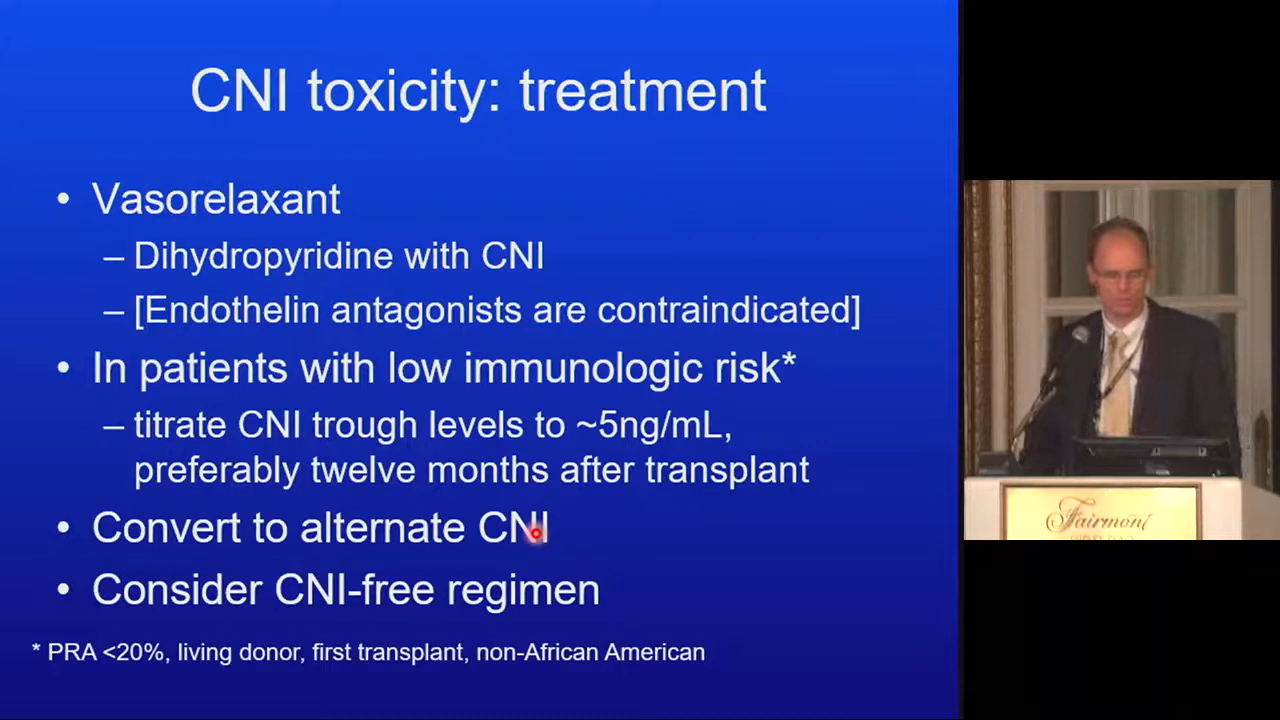 CNI toxicity: treatment
• Vasorelaxant
– Dihydropyridine with CNI
– [Endothelin antagonists are contraindicated]
• In patients with low immunologic risk*
– titrate CNI trough levels to ~5ng/mL,
preferably twelve months after transplant
• Convert to alternate CNI
• Consider CNI-free regimen
* PRA <20%, living donor, first transplant, non-African American
Fairmont